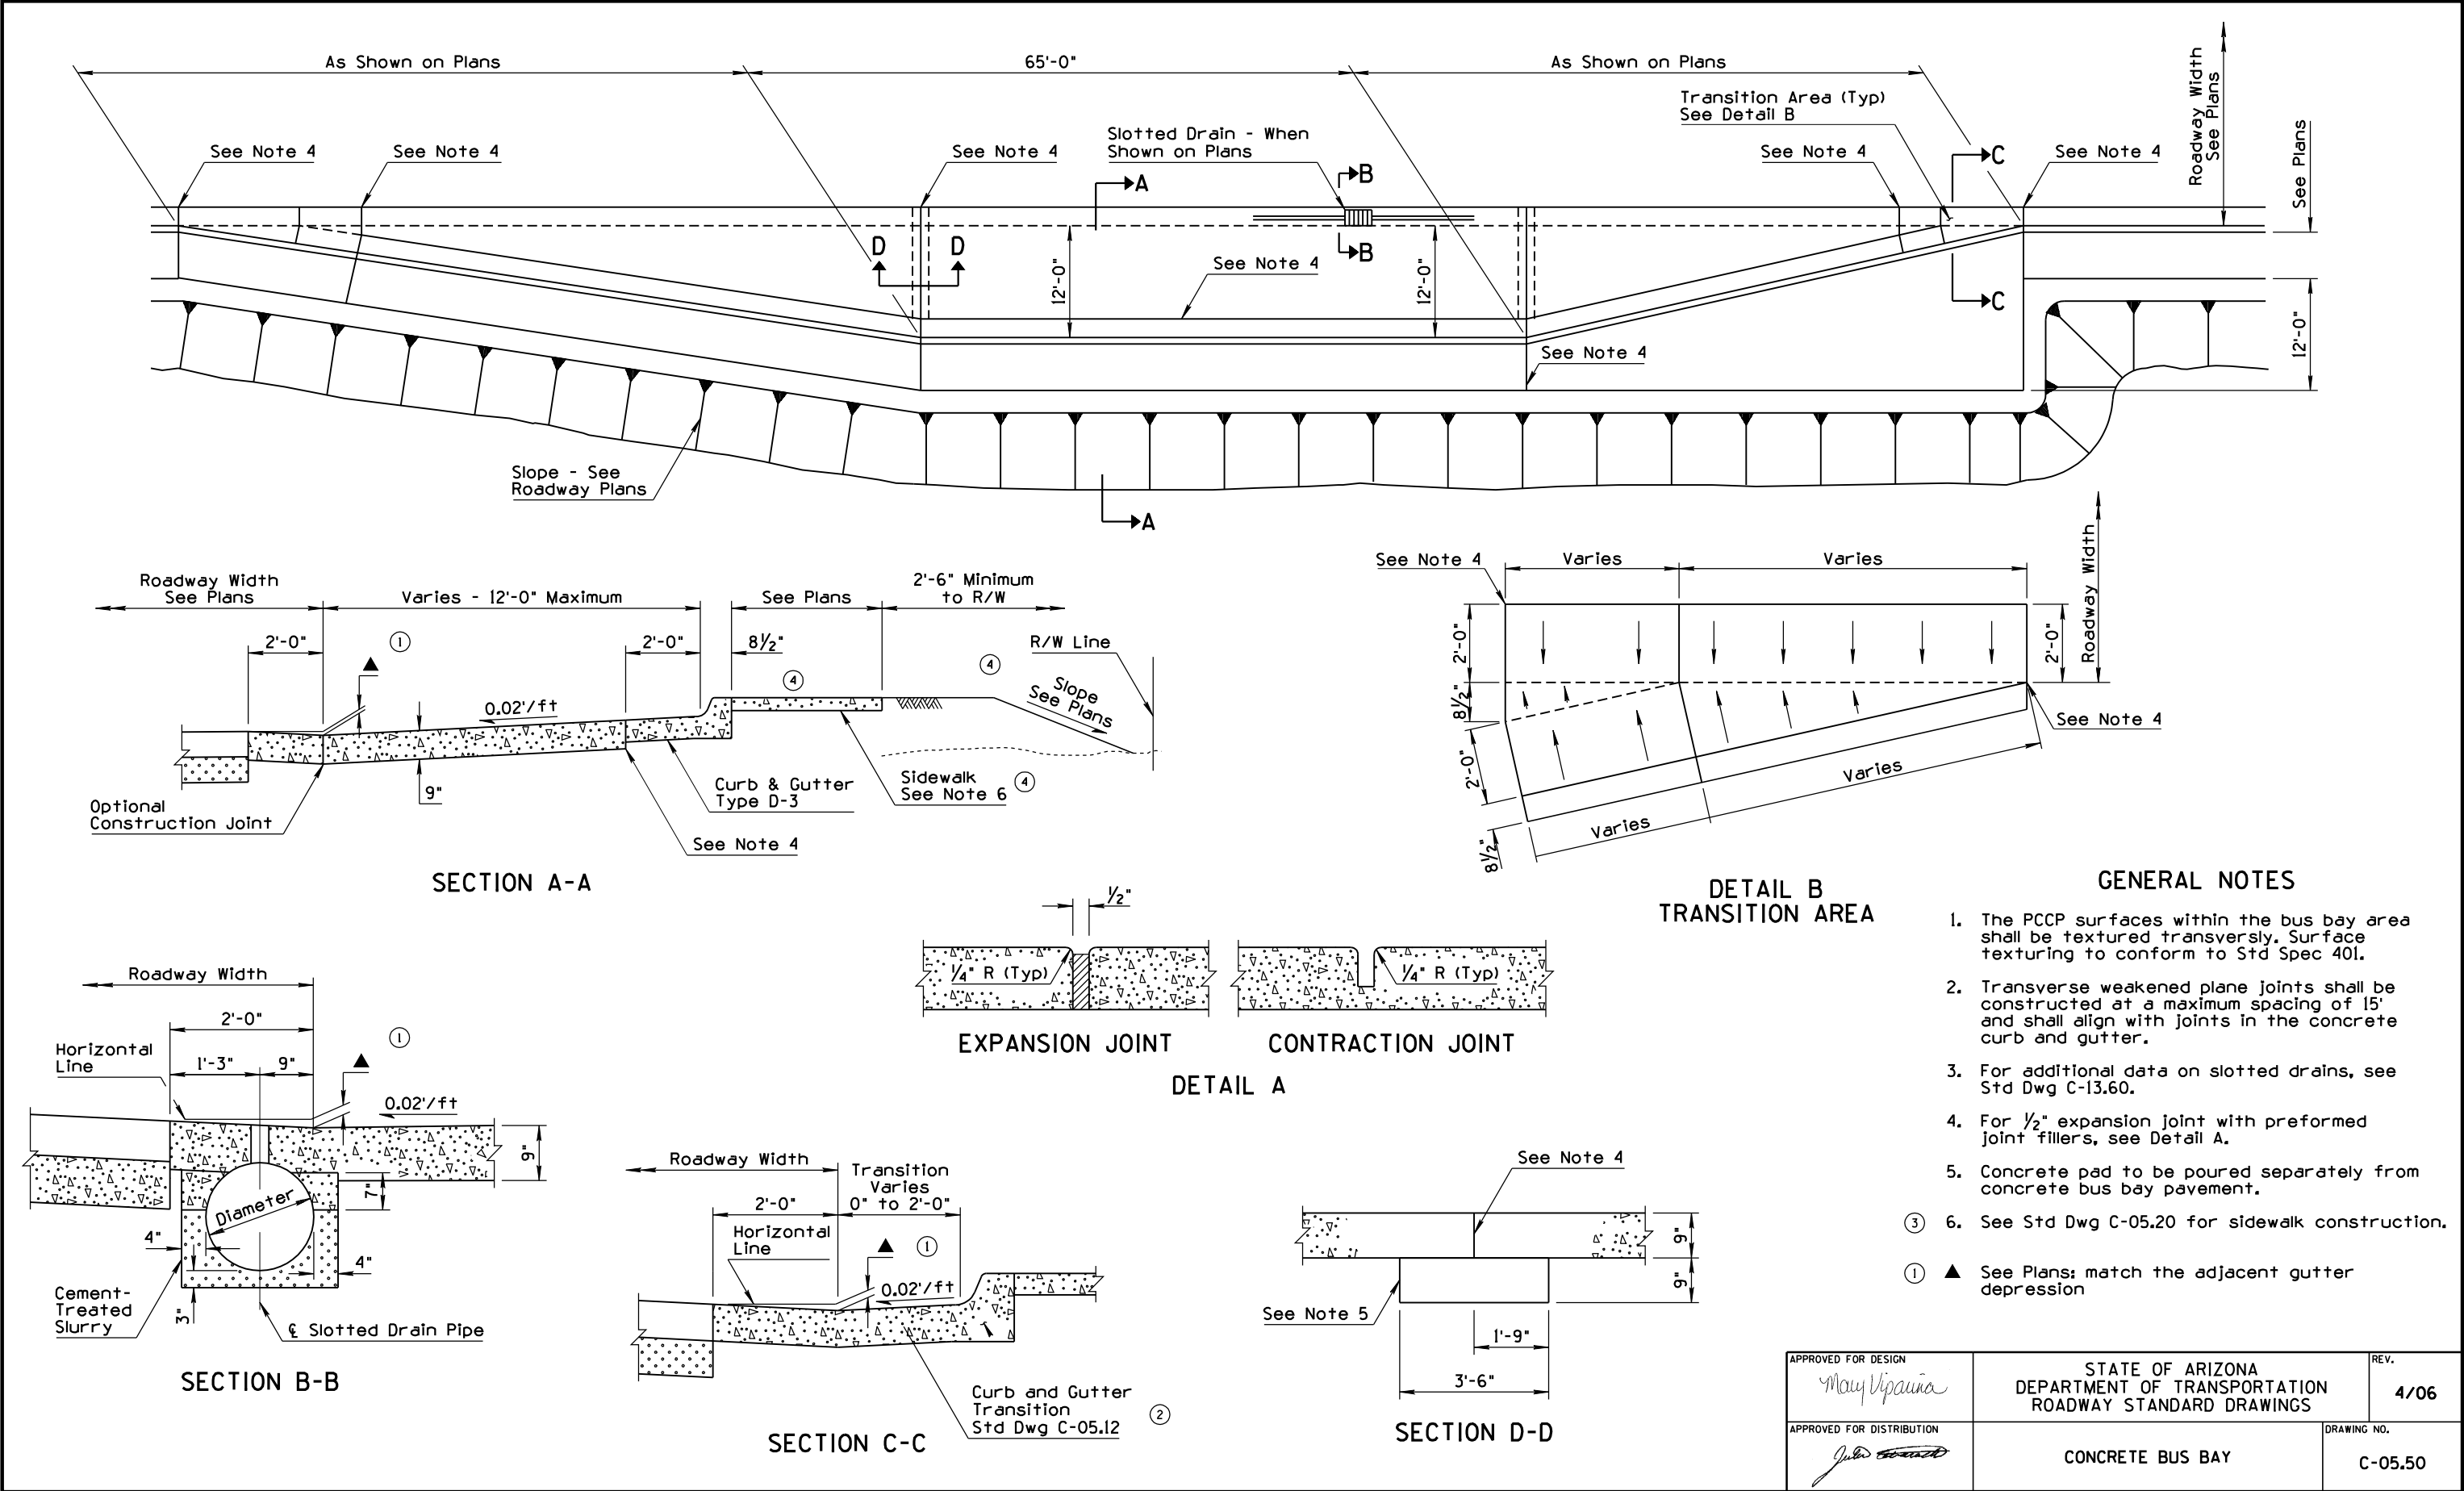 As Shown on Plans
65'-0"
As Shown on Plans
Roadway Width
See Plans
See Plans
Transition Area (Typ)
See Detail B
Slotted Drain - When
Shown on Plans
See Note 4
See Note 4
See Note 4
See Note 4
See Note 4
A
B
C
D
D
B
C
12'-0"
12'-0"
12'-0"
See Note 4
See Note 4
Slope - See
Roadway Plans
A
Roadway Width
See Plans
Varies - 12'-0" Maximum
See Plans
2'-6" Minimum
to R/W
2'-0"
1
2'-0"
8½"
R/W Line
4
4
Slope
See Plans
0.02'/ft
9"
Optional
Construction Joint
Curb & Gutter
Type D-3
Sidewalk
See Note 6
4
See Note 4
SECTION A-A
See Note 4
Varies
Varies
Roadway Width
2'-0"
2'-0"
8½"
See Note 4
2'-0"
8½"
Varies
Varies
DETAIL B
TRANSITION AREA
½"
¼" R (Typ)
¼" R (Typ)
EXPANSION JOINT
CONTRACTION JOINT
DETAIL A
Roadway Width
2'-0"
1
Horizontal
Line
1'-3"
9"
0.02'/ft
9"
7"
Diameter
4"
4"
3"
Cement-
Treated
Slurry
℄ Slotted Drain Pipe
SECTION B-B
Roadway Width
Transition
Varies
0" to 2'-0"
2'-0"
Horizontal
Line
1
0.02'/ft
Curb and Gutter
Transition
Std Dwg C-05.12
2
SECTION C-C
See Note 4
9"
9"
See Note 5
1'-9"
3'-6"
SECTION D-D
GENERAL NOTES
1. The PCCP surfaces within the bus bay area
shall be textured transversly. Surface
texturing to conform to Std Spec 401.
2. Transverse weakened plane joints shall be
constructed at a maximum spacing of 15'
and shall align with joints in the concrete
curb and gutter.
3. For additional data on slotted drains, see
Std Dwg C-13.60.
4. For ½" expansion joint with preformed
joint fillers, see Detail A.
5. Concrete pad to be poured separately from
concrete bus bay pavement.
3 6. See Std Dwg C-05.20 for sidewalk construction.
1 ▲ See Plans: match the adjacent gutter
depression
APPROVED FOR DESIGN
Mary Viparina
APPROVED FOR DISTRIBUTION
STATE OF ARIZONA
DEPARTMENT OF TRANSPORTATION
ROADWAY STANDARD DRAWINGS
REV.
4/06
CONCRETE BUS BAY
DRAWING NO.
C-05.50